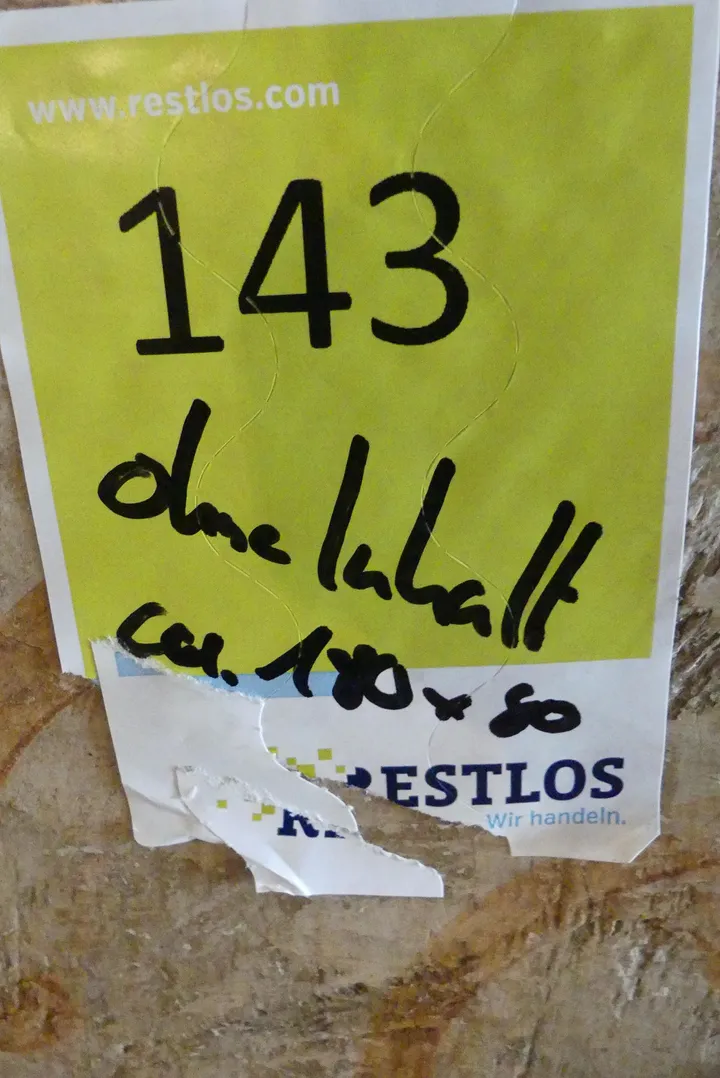 www.restlos.com
143
ohne Inhalt
ca. 180 x 80
RESTLOS
Wir handeln.